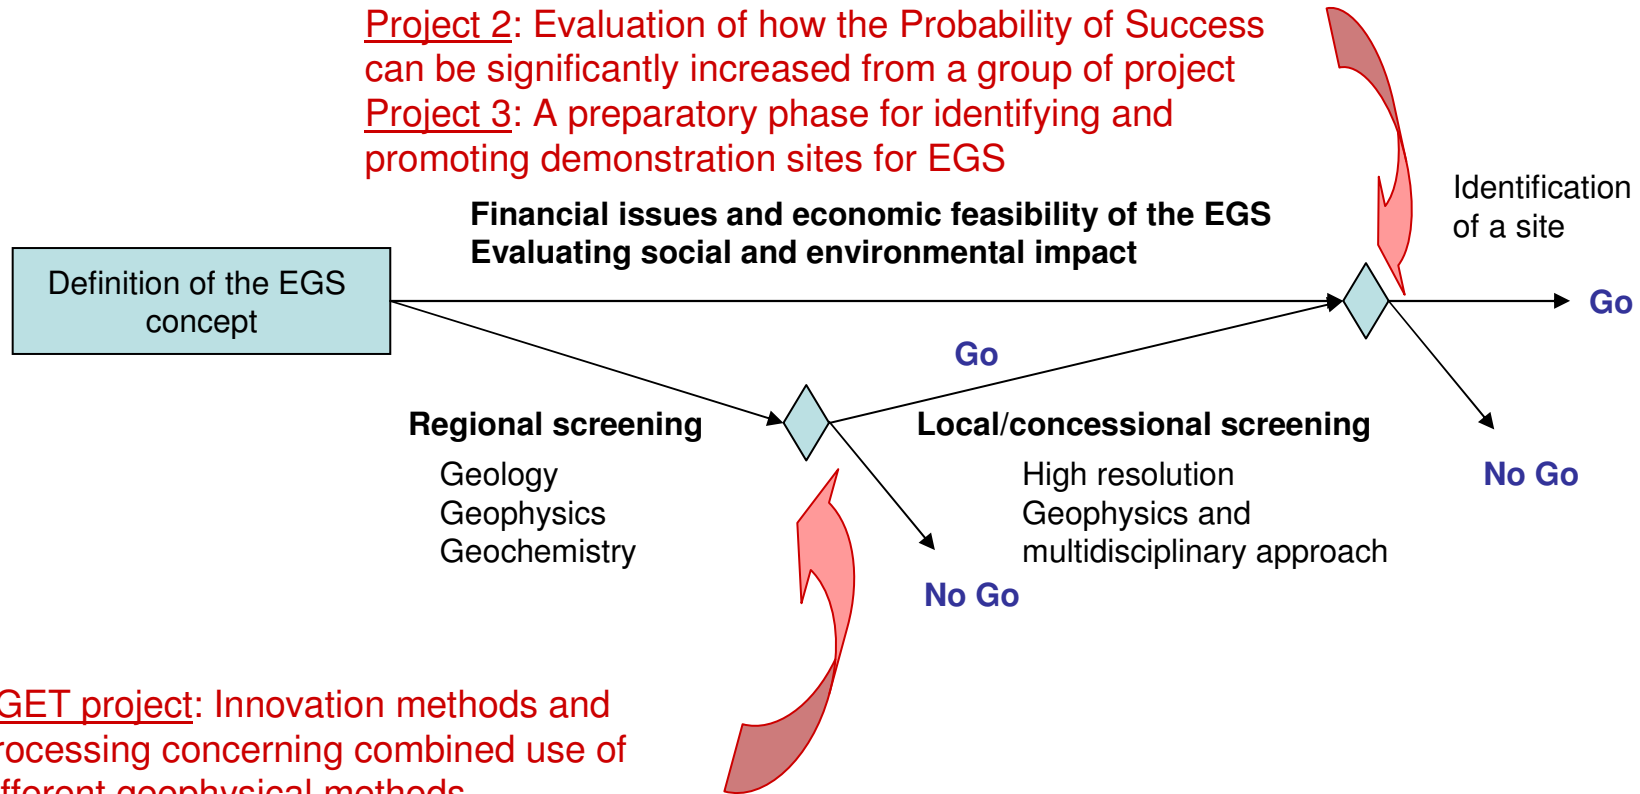 Project 2: Evaluation of how the Probability of Success
can be significantly increased from a group of project
Project 3: A preparatory phase for identifying and
promoting demonstration sites for EGS
Identification
of a site
Financial issues and economic feasibility of the EGS
Evaluating social and environmental impact
Definition of the EGS
concept
Go
Go
Regional screening
Geology
Geophysics
Geochemistry
Local/concessional screening
High resolution
Geophysics and
multidisciplinary approach
No Go
No Go
GET project: Innovation methods and
rocessing concerning combined use of
fferent geophysical methods